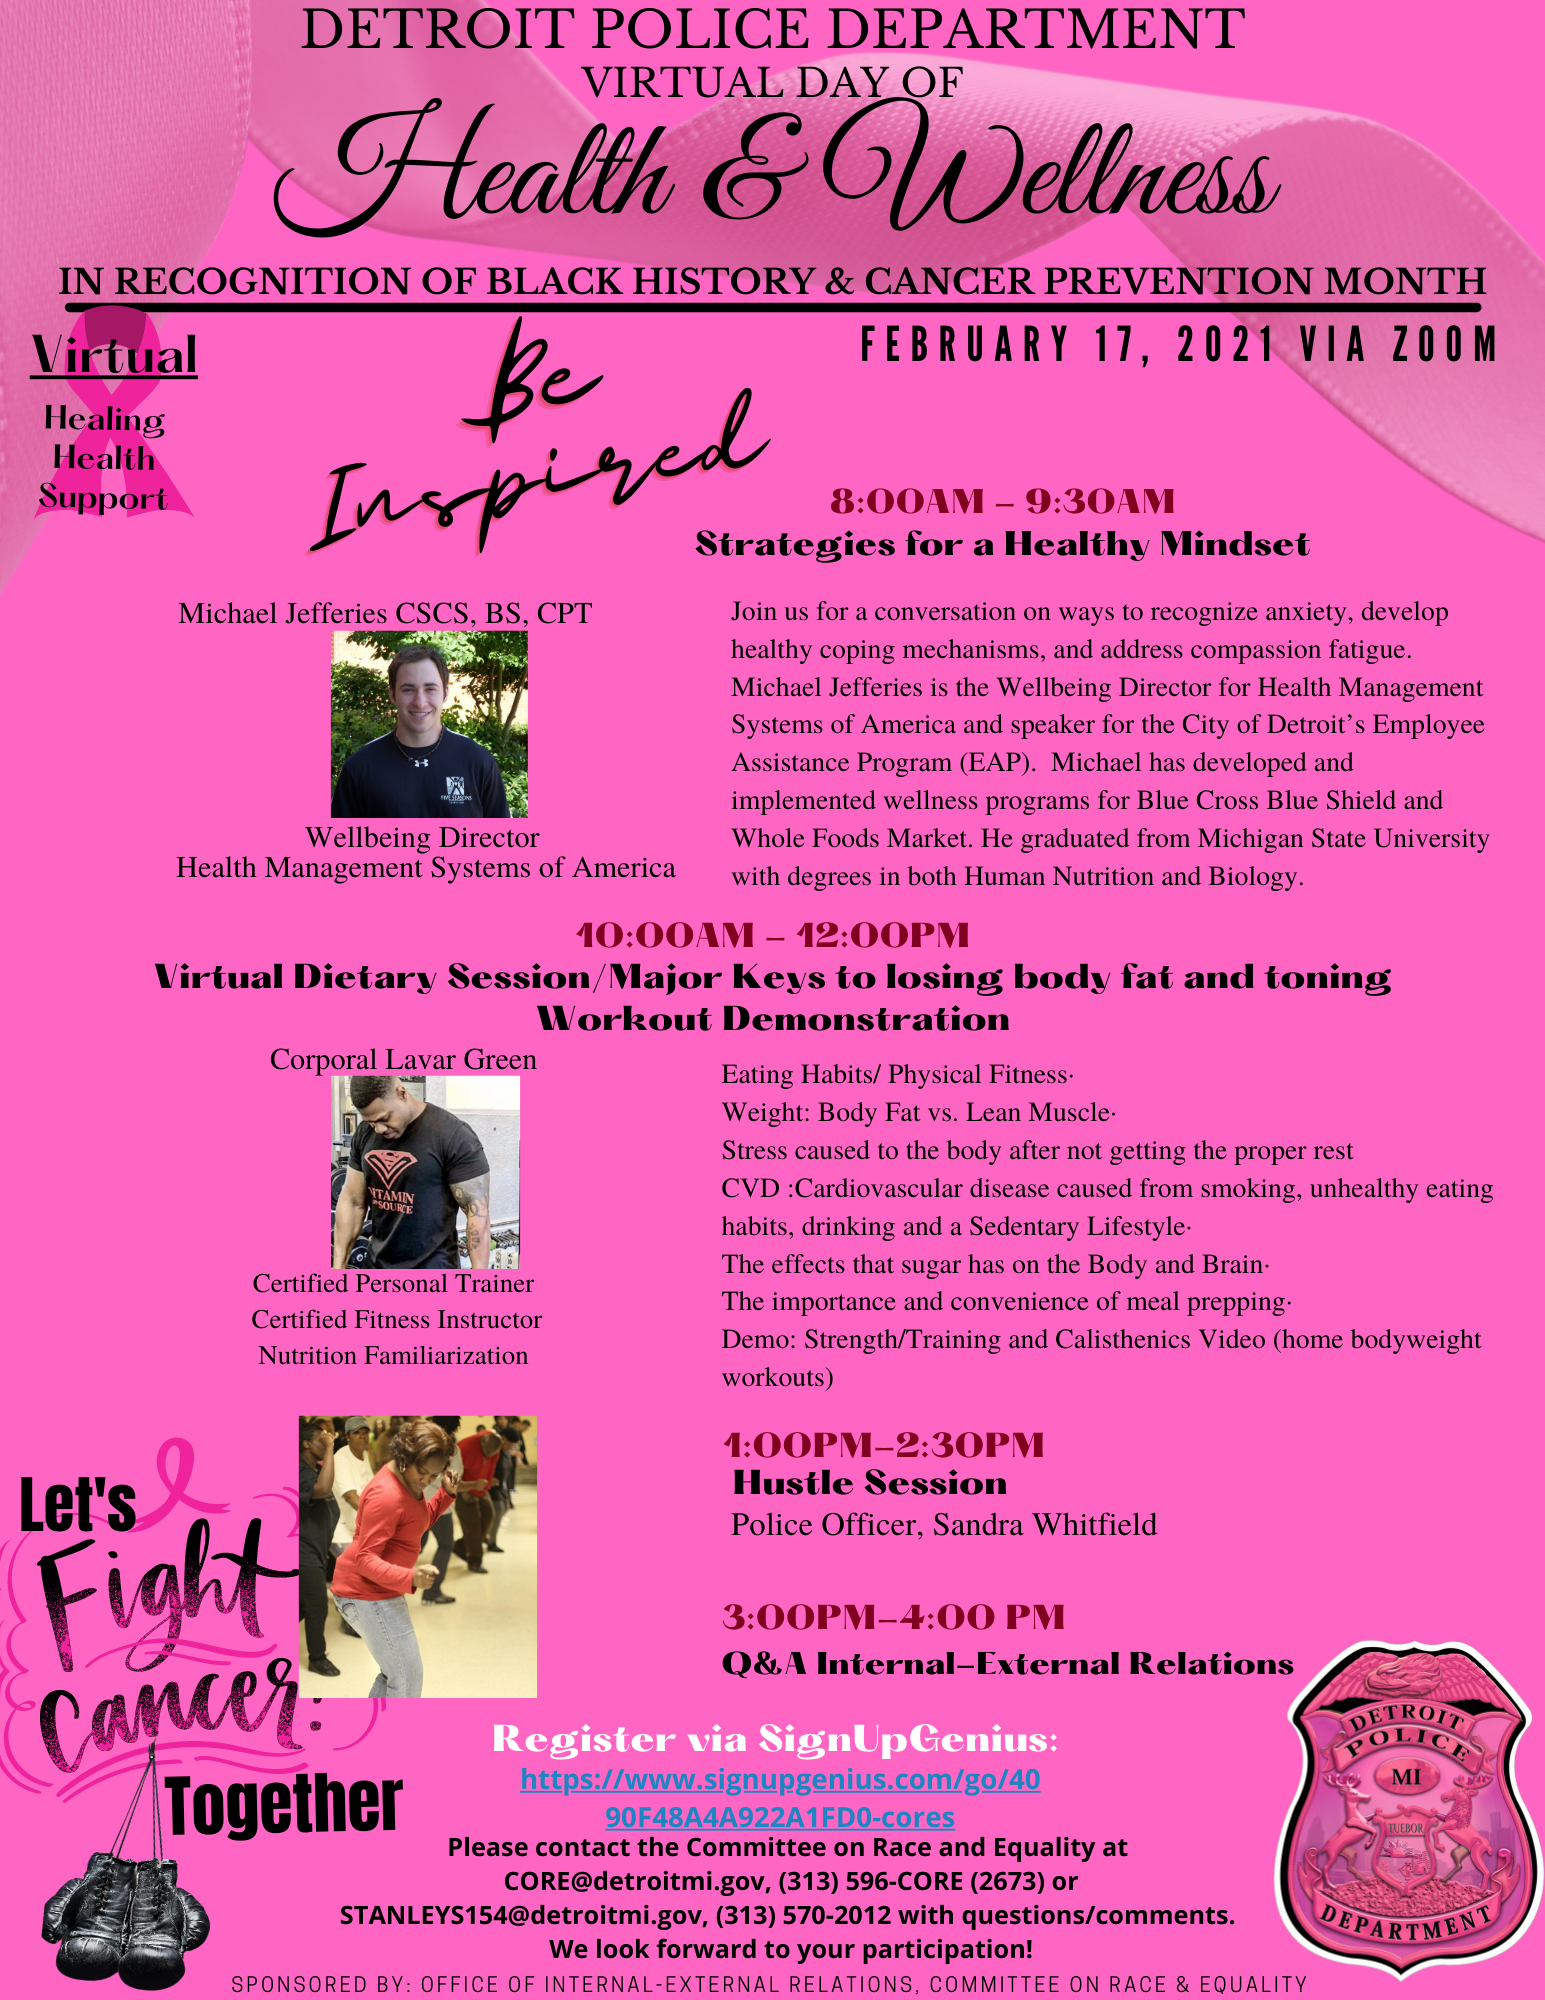 DETROIT POLICE DEPARTMENT
VIRTUAL DAY OF
Health & Wellness
IN RECOGNITION OF BLACK HISTORY & CANCER PREVENTION MONTH
FEBRUARY 17, 2021 VIA ZOOM
Virtual
Healing
Health
Support
Be
Inspired
8:00AM – 9:30AM
Strategies for a Healthy Mindset
Michael Jefferies CSCS, BS, CPT
FIVE SEASONS
Wellbeing Director
Health Management Systems of America
Join us for a conversation on ways to recognize anxiety, develop
healthy coping mechanisms, and address compassion fatigue.
Michael Jefferies is the Wellbeing Director for Health Management
Systems of America and speaker for the City of Detroit’s Employee
Assistance Program (EAP).  Michael has developed and
implemented wellness programs for Blue Cross Blue Shield and
Whole Foods Market. He graduated from Michigan State University
with degrees in both Human Nutrition and Biology.
10:00AM – 12:00PM
Virtual Dietary Session/Major Keys to losing body fat and toning
Workout Demonstration
Corporal Lavar Green
VITAMIN
SOURCE
Certified Personal Trainer
Certified Fitness Instructor
Nutrition Familiarization
Eating Habits/ Physical Fitness·
Weight: Body Fat vs. Lean Muscle·
Stress caused to the body after not getting the proper rest
CVD :Cardiovascular disease caused from smoking, unhealthy eating
habits, drinking and a Sedentary Lifestyle·
The effects that sugar has on the Body and Brain·
The importance and convenience of meal prepping·
Demo: Strength/Training and Calisthenics Video (home bodyweight
workouts)
1:00PM–2:30PM
Hustle Session
Police Officer, Sandra Whitfield
3:00PM–4:00 PM
Q&A Internal–External Relations
Let's
Fight
Cancer:
Together
Register via SignUpGenius:
https://www.signupgenius.com/go/40
90F48A4A922A1FD0-cores
Please contact the Committee on Race and Equality at
CORE@detroitmi.gov, (313) 596-CORE (2673) or
STANLEYS154@detroitmi.gov, (313) 570-2012 with questions/comments.
We look forward to your participation!
SPONSORED BY: OFFICE OF INTERNAL-EXTERNAL RELATIONS, COMMITTEE ON RACE & EQUALITY
DETROIT
POLICE
MI
TUEBOR
DEPARTMENT